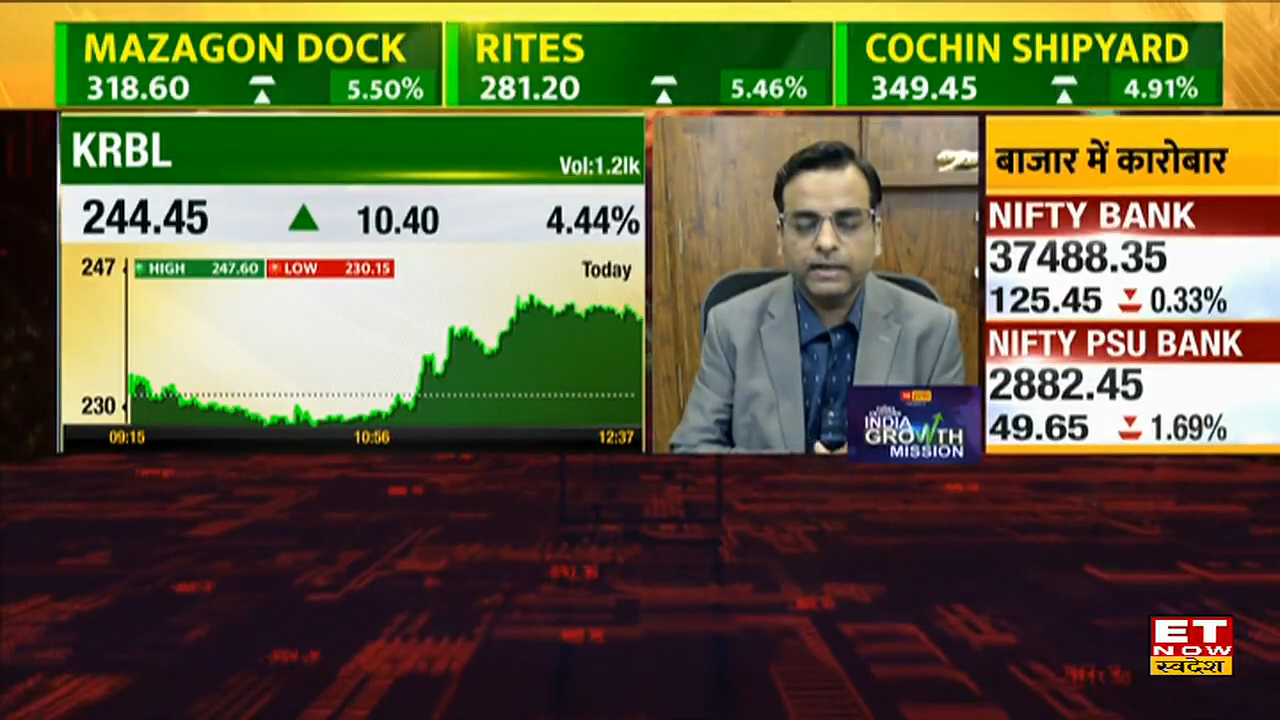 MAZAGON DOCK
318.60 5.50%
RITES
281.20 5.46%
COCHIN SHIPYARD
349.45 4.91%
KRBL
Vol:1.2lk
244.45 10.40 4.44%
247
HIGH 247.60 LOW 230.15
Today
230
09:15 10:56 12:37
INDIA
GROWTH
MISSION
बाजार में कारोबार
NIFTY BANK
37488.35
125.45 0.33%
NIFTY PSU BANK
2882.45
49.65 1.69%
ET
NOW
स्वदेश